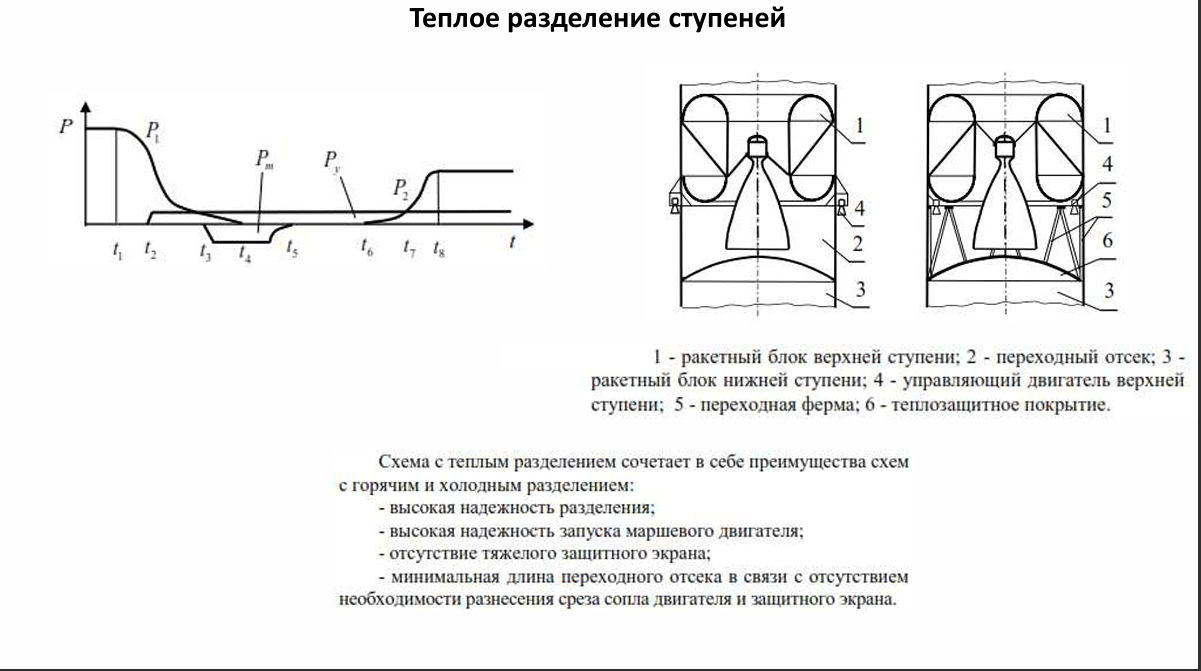 Теплое разделение ступеней
P
P₁
Pₘ
Pᵧ
P₂
t₁ t₂ t₃ t₄ t₅ t₆ t₇ t₈ t
1
4
2
3
1
4
5
6
3
1 - ракетный блок верхней ступени; 2 - переходный отсек; 3 -
ракетный блок нижней ступени; 4 - управляющий двигатель верхней
ступени; 5 - переходная ферма; 6 - теплозащитное покрытие.
Схема с теплым разделением сочетает в себе преимущества схем
с горячим и холодным разделением:
- высокая надежность разделения;
- высокая надежность запуска маршевого двигателя;
- отсутствие тяжелого защитного экрана;
- минимальная длина переходного отсека в связи с отсутствием
необходимости разнесения среза сопла двигателя и защитного экрана.